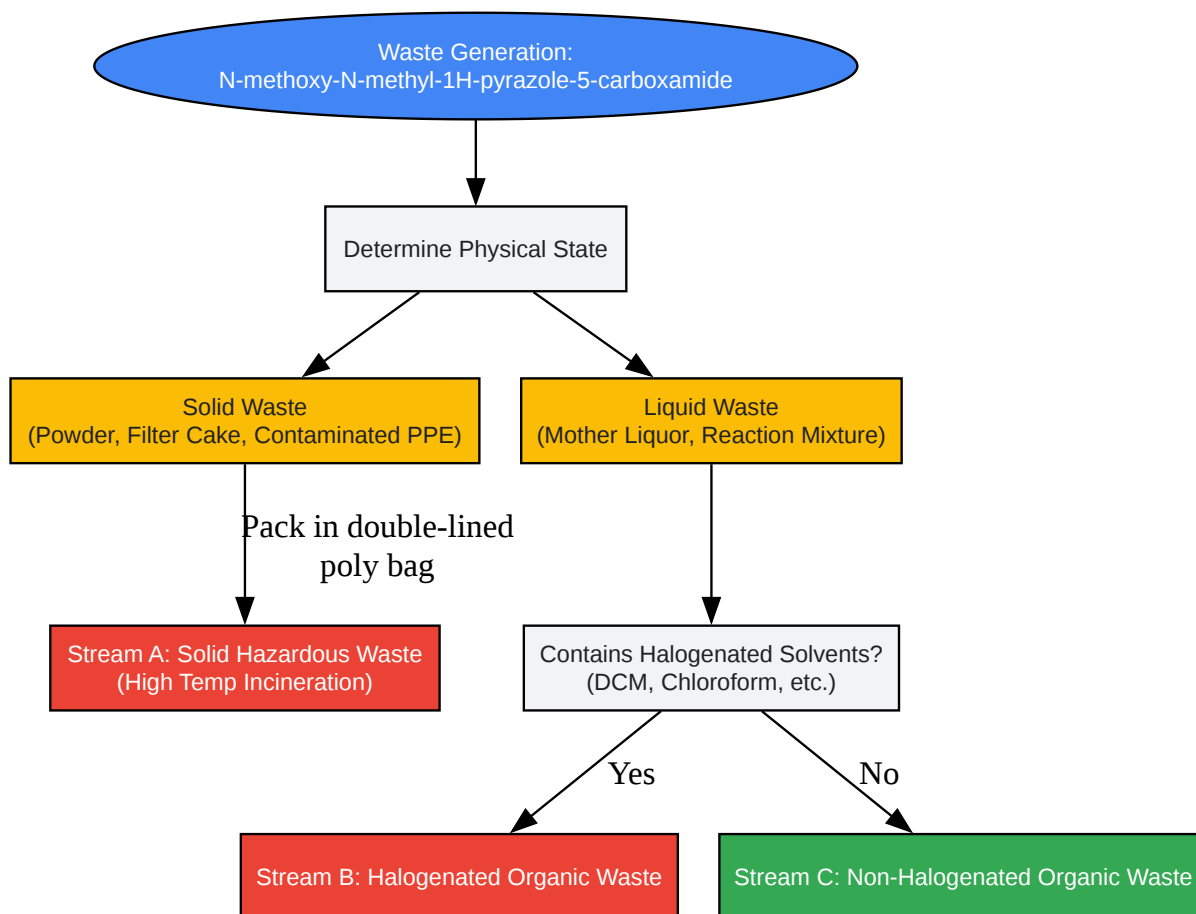 Waste Generation:
N-methoxy-N-methyl-1H-pyrazole-5-carboxamide
Determine Physical State
Solid Waste
(Powder, Filter Cake, Contaminated PPE)
Liquid Waste
(Mother Liquor, Reaction Mixture)
Pack in double-lined
poly bag
Stream A: Solid Hazardous Waste
(High Temp Incineration)
Contains Halogenated Solvents?
(DCM, Chloroform, etc.)
Yes
No
Stream B: Halogenated Organic Waste
Stream C: Non-Halogenated Organic Waste